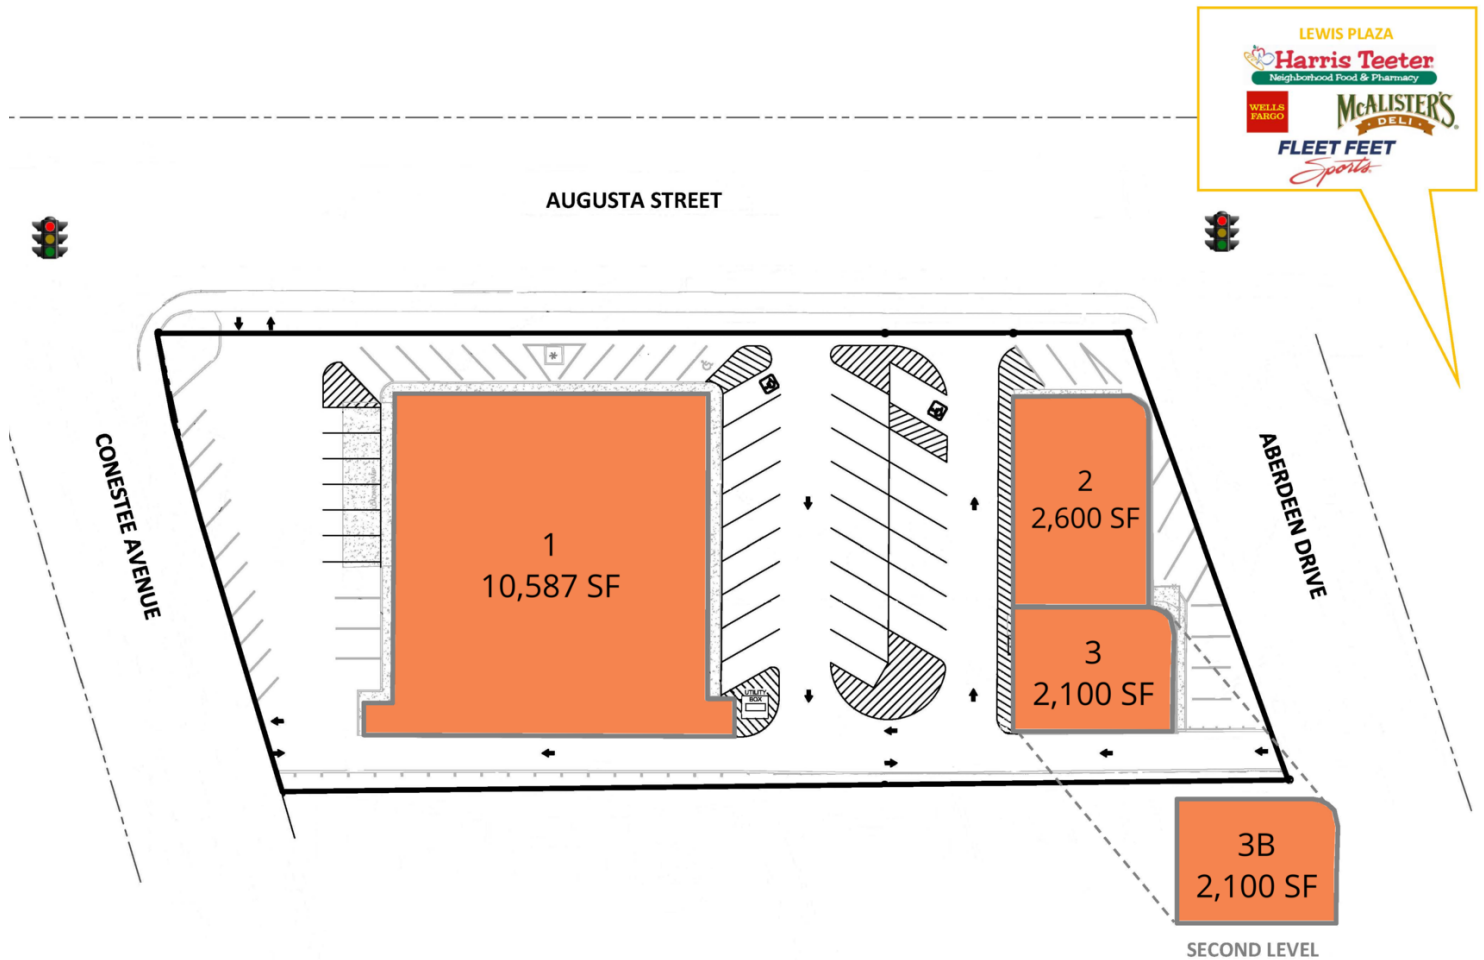 LEWIS PLAZA
Harris Teeter
Neighborhood Food & Pharmacy
WELLS
FARGO
McALISTER'S
DELI
FLEET FEET
Sports
AUGUSTA STREET
CONESTEE AVENUE
ABERDEEN DRIVE
1
10,587 SF
2
2,600 SF
3
2,100 SF
UTILITY
BOX
3B
2,100 SF
SECOND LEVEL